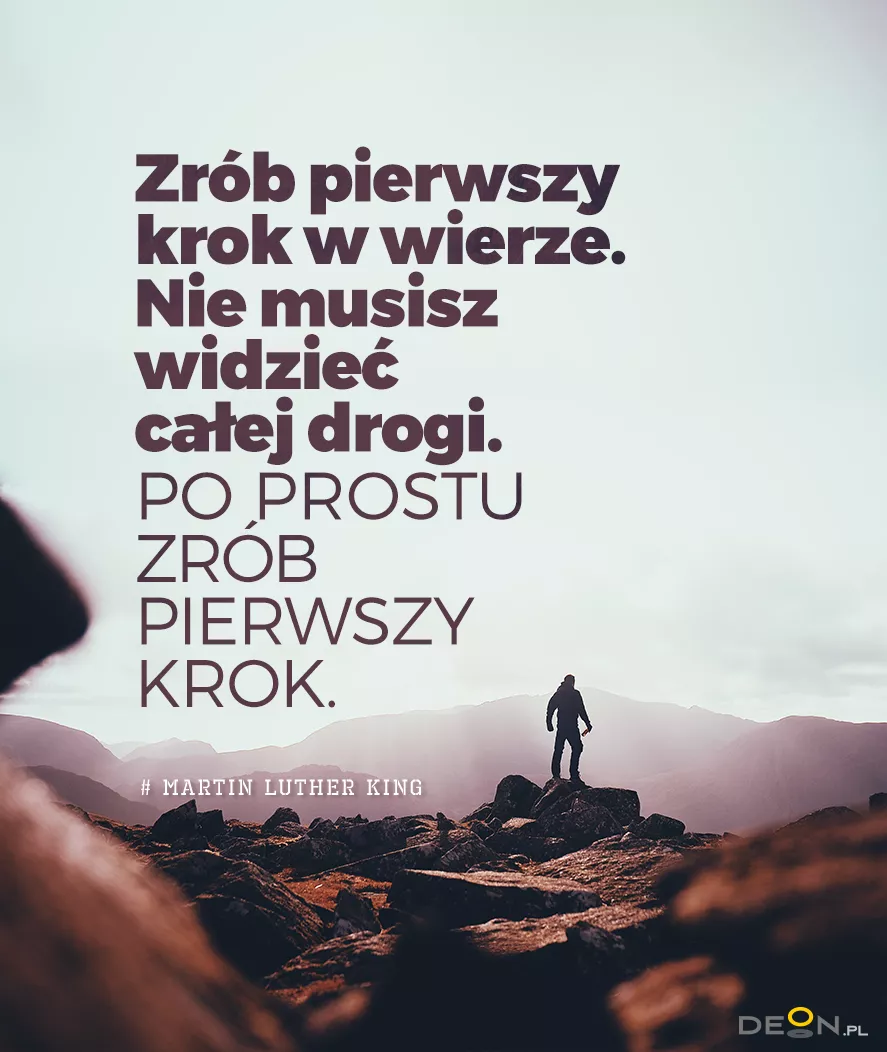 Zrób pierwszy
krok w wierze.
Nie musisz
widzieć
całej drogi.
PO PROSTU
ZRÓB
PIERWSZY
KROK.
# MARTIN LUTHER KING
DEON.PL